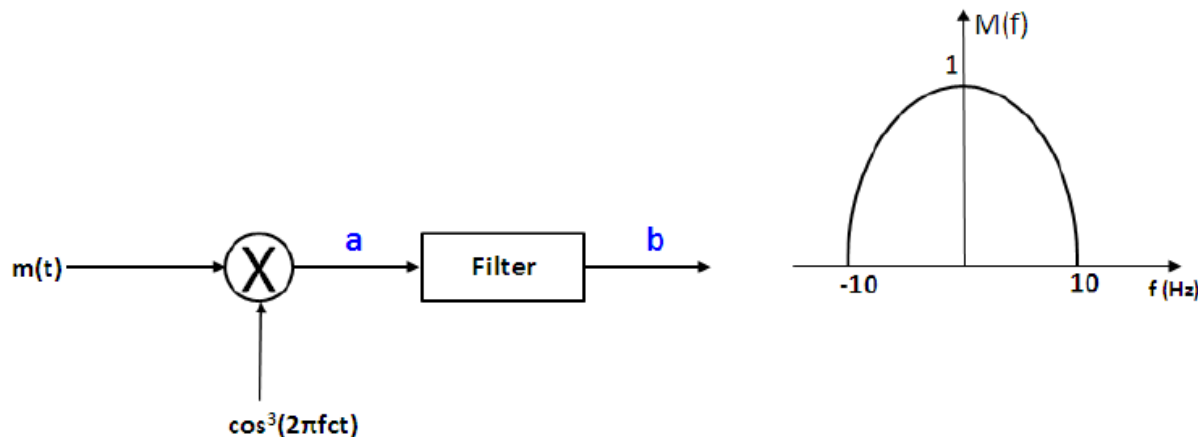 M(f)
1
a
b
m(t)
X
Filter
-10
10
f (Hz)
cos³(2πfct)